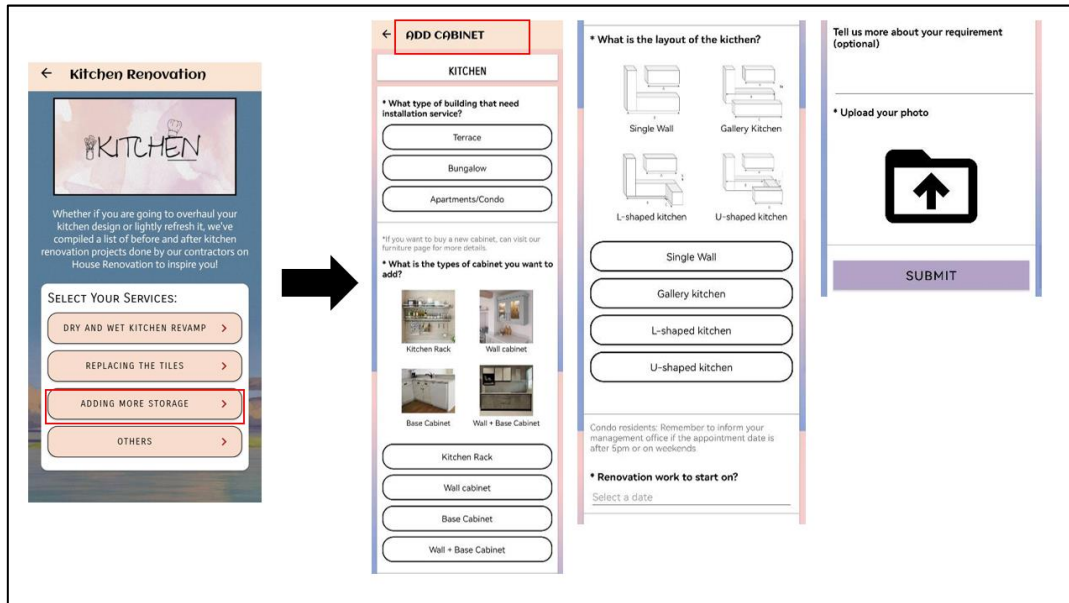 ← Kitchen Renovation
KITCHEN
Whether if you are going to overhaul your
kitchen design or lightly refresh it, we've
compiled a list of before and after kitchen
renovation projects done by our contractors on
House Renovation to inspire you!
SELECT YOUR SERVICES:
DRY AND WET KITCHEN REVAMP >
REPLACING THE TILES >
ADDING MORE STORAGE >
OTHERS >
← ADD CABINET
KITCHEN
* What type of building that need
installation service?
Terrace
Bungalow
Apartments/Condo
*If you want to buy a new cabinet, can visit our
furniture page for more details.
* What is the types of cabinet you want to
add?
Kitchen Rack
Wall cabinet
Base Cabinet
Wall + Base Cabinet
Kitchen Rack
Wall cabinet
Base Cabinet
Wall + Base Cabinet
* What is the layout of the kicthen?
Single Wall
Gallery Kitchen
L-shaped kitchen
U-shaped kitchen
Single Wall
Gallery kitchen
L-shaped kitchen
U-shaped kitchen
Condo residents: Remember to inform your
management office if the appointment date is
after 5pm or on weekends
* Renovation work to start on?
Select a date
Tell us more about your requirement
(optional)
* Upload your photo
SUBMIT